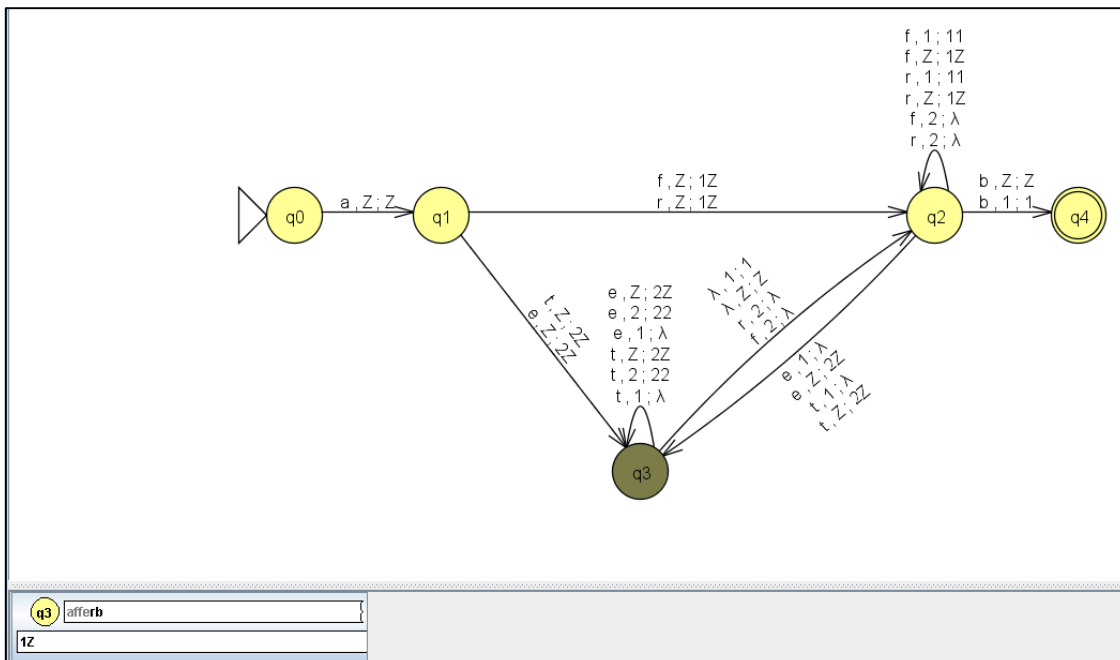 f , 1 ; 11
f , Z ; 1Z
r , 1 ; 11
r , Z ; 1Z
f , 2 ; λ
r , 2 ; λ
a , Z ; Z
f , Z ; 1Z
r , Z ; 1Z
b , Z ; Z
b , 1 ; 1
q0
q1
q2
q4
t , Z ; 2Z
e , Z ; 2Z
e , Z ; 2Z
e , 2 ; 22
e , 1 ; λ
t , Z ; 2Z
t , 2 ; 22
t , 1 ; λ
λ , 1 ; 1
λ , Z ; Z
r , 2 ; λ
f , 2 ; λ
e , 1 ; λ
e , Z ; 2Z
t , 1 ; λ
t , Z ; 2Z
q3
q3 afferb
1Z